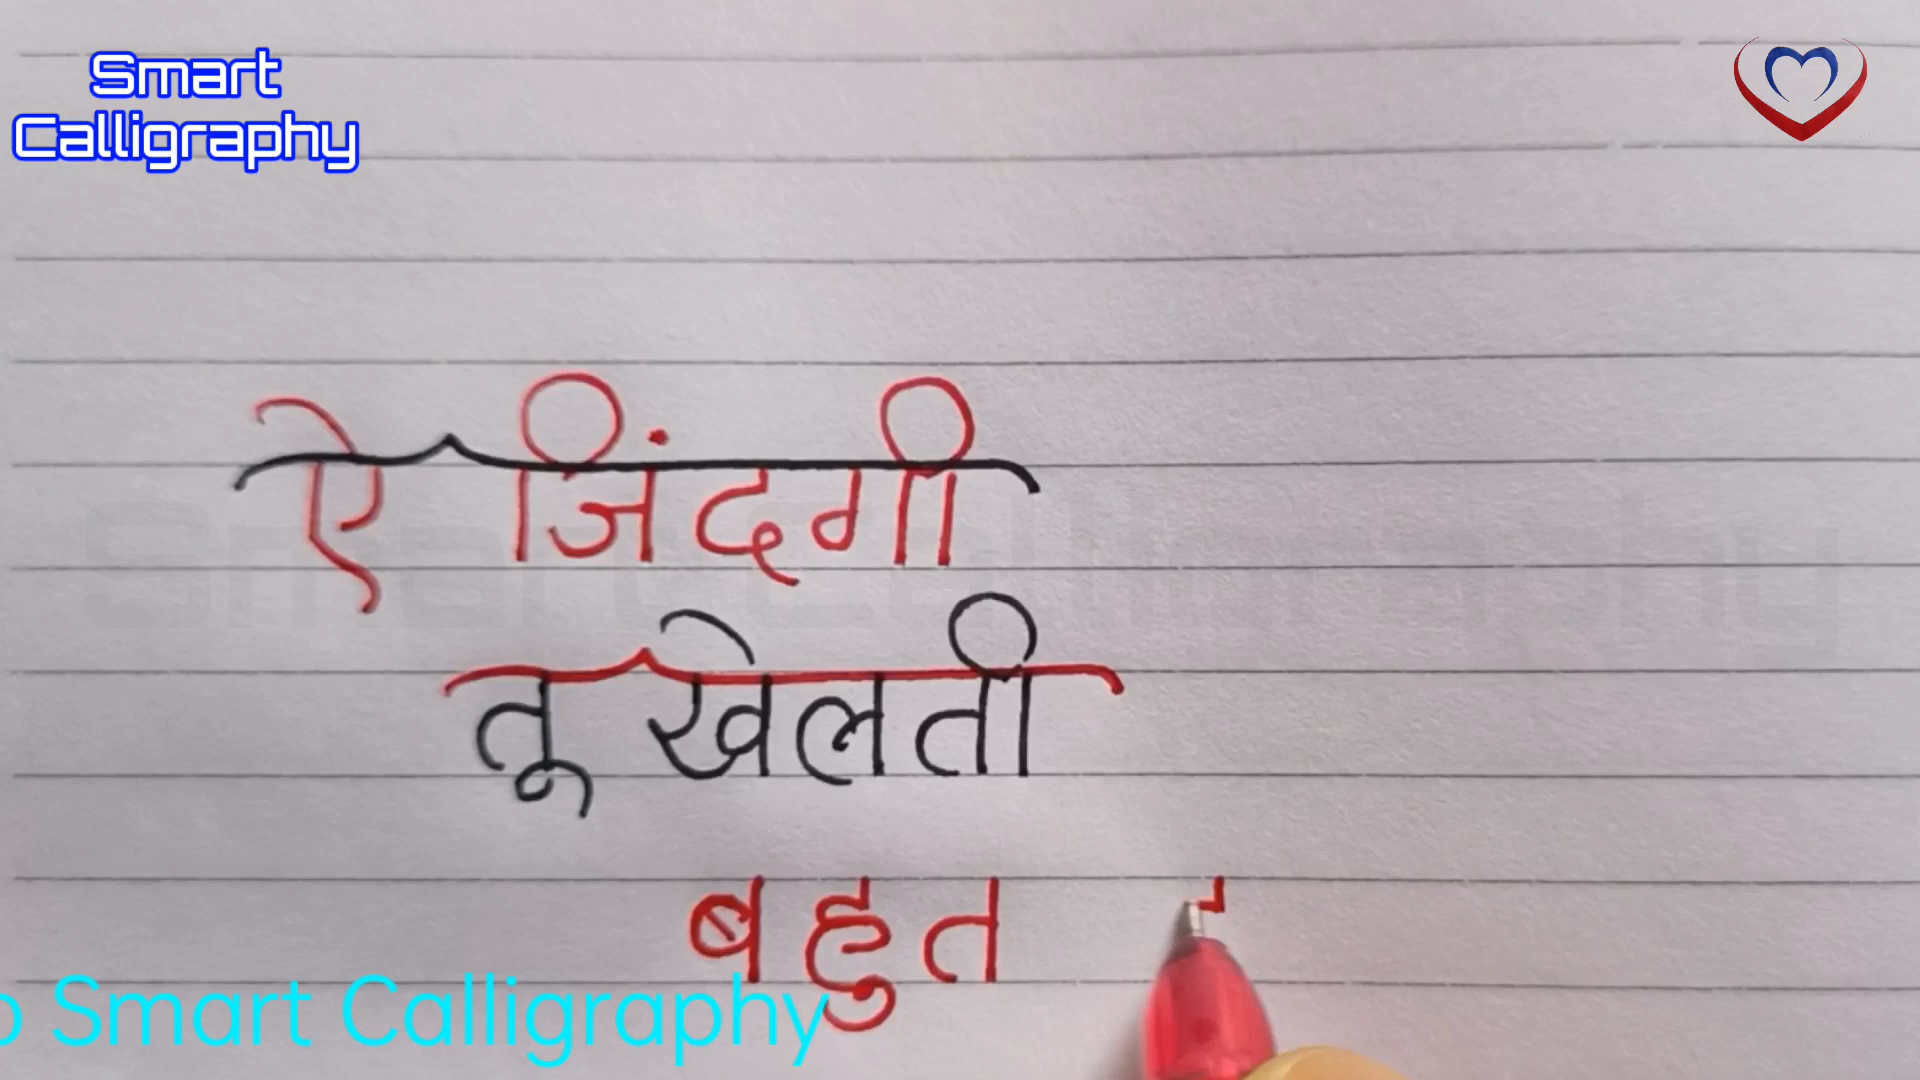 Smart
Calligraphy
ऐ जिंदगी
तू खेलती
बहुत
Smart Calligraphy